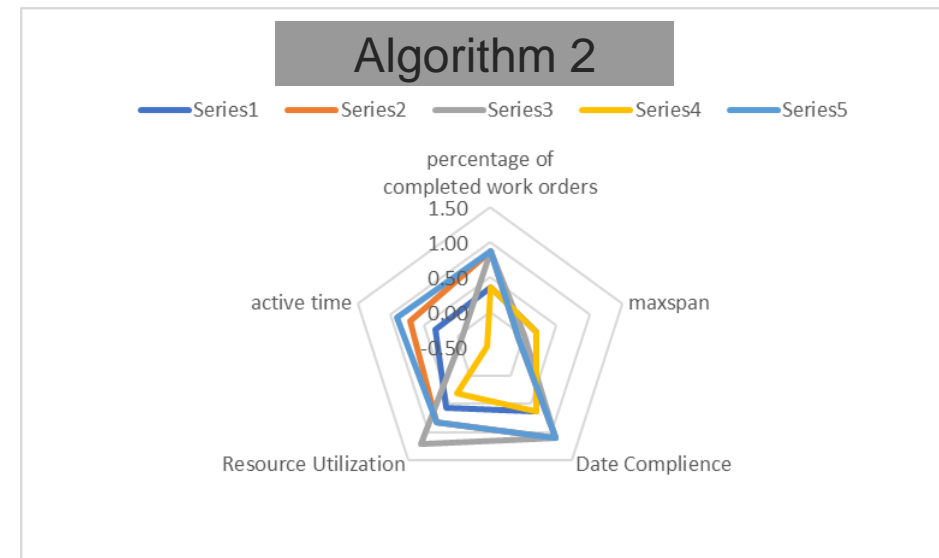 Algorithm 2
Series1 Series2 Series3 Series4 Series5
percentage of
completed work orders
1.50
1.00
0.50
0.00
-0.50
active time
maxspan
Resource Utilization
Date Complience